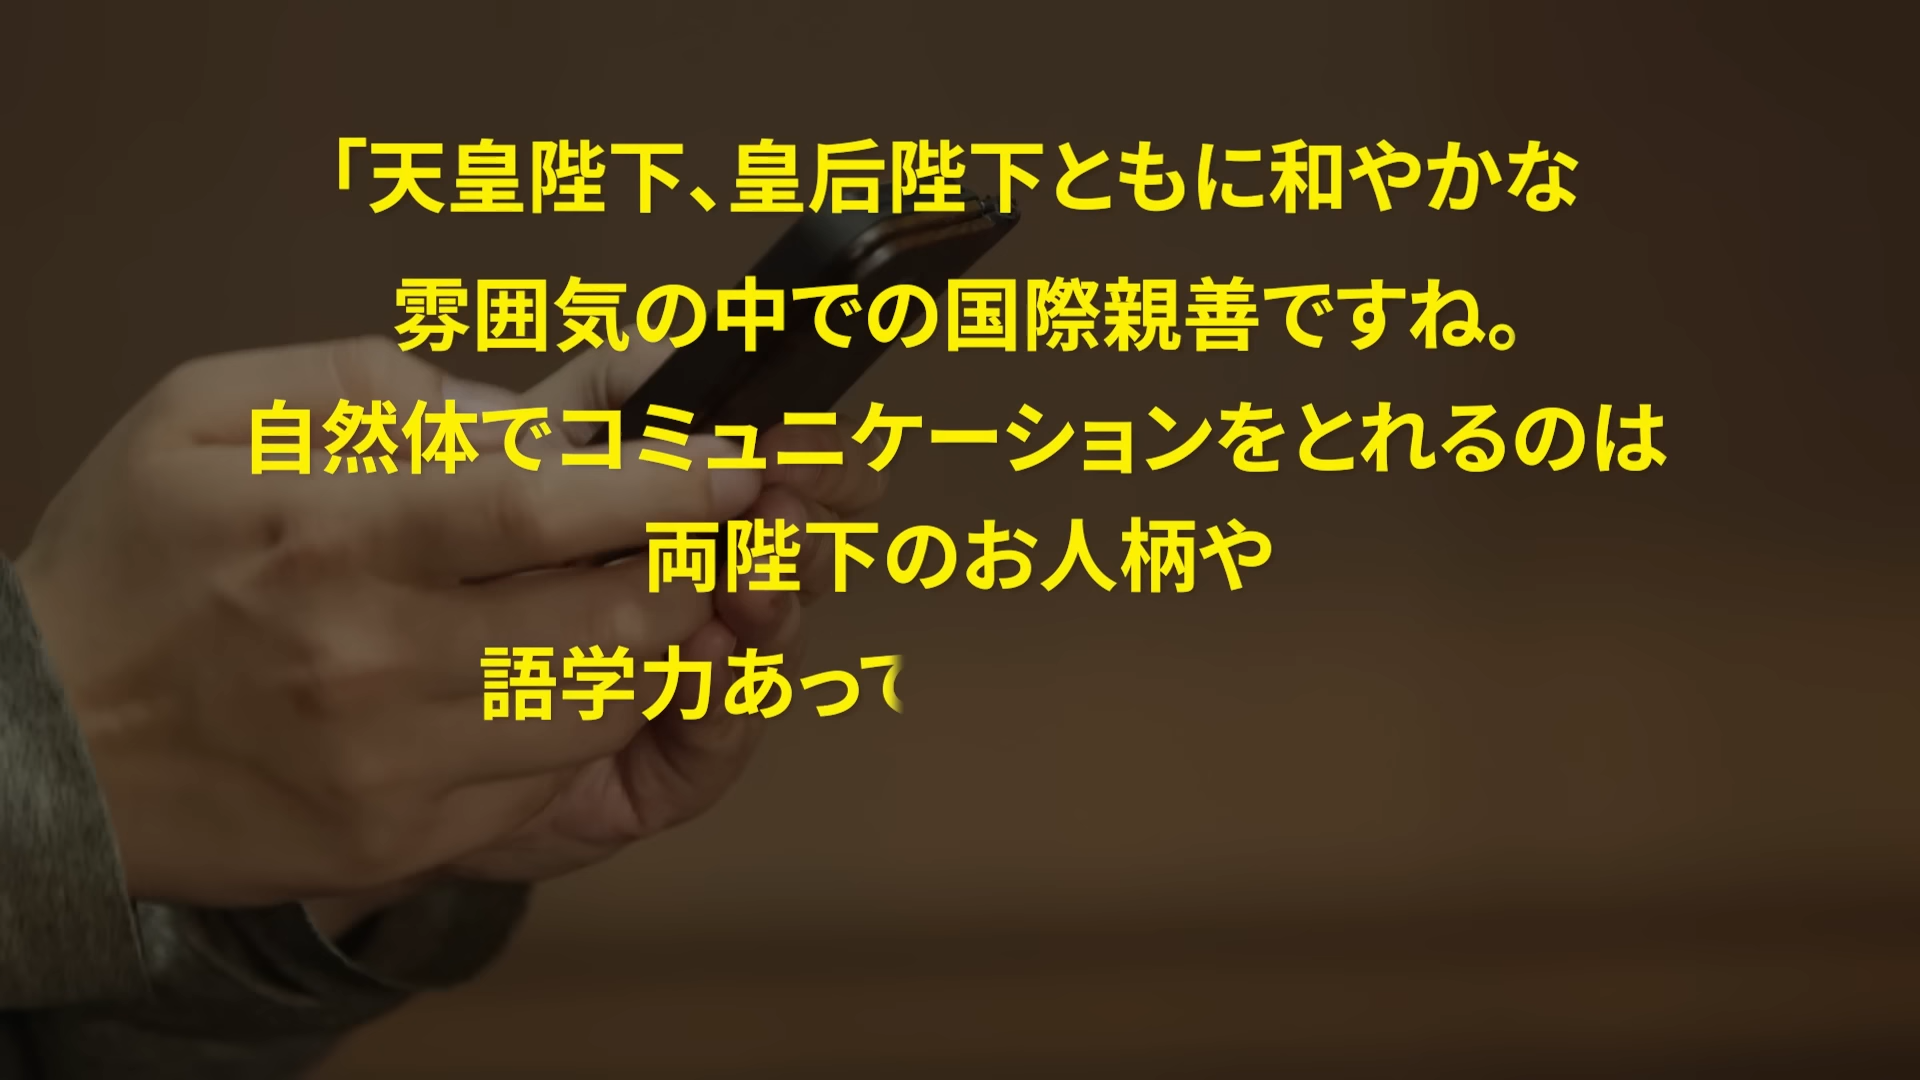 「天皇陛下、皇后陛下ともに和やかな
雰囲気の中での国際親善ですね。
自然体でコミュニケーションをとれるのは
両陛下のお人柄や
語学力あって